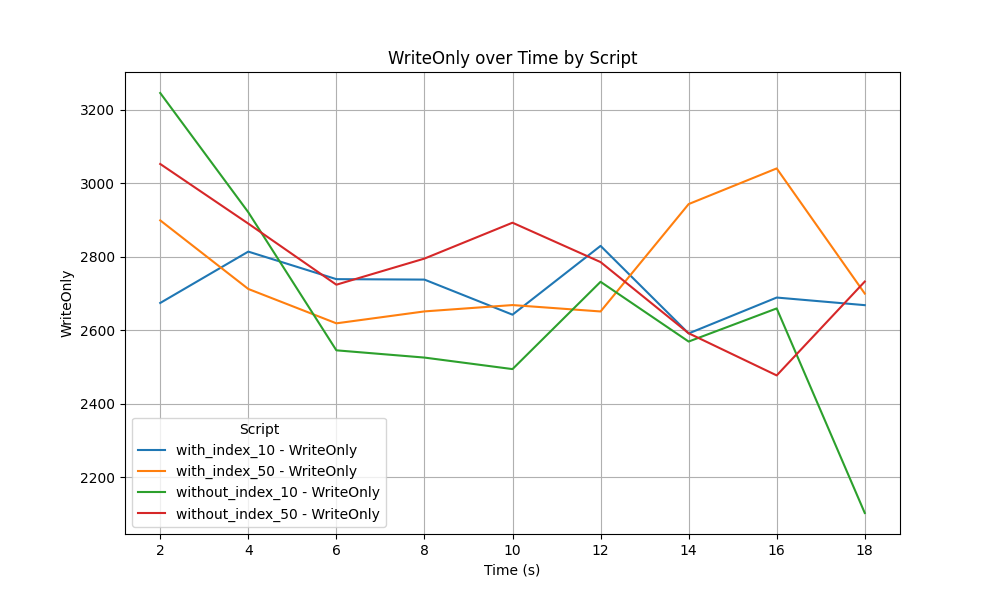 WriteOnly over Time by Script
WriteOnly
3200
3000
2800
2600
2400
2200
Script
with_index_10 - WriteOnly
with_index_50 - WriteOnly
without_index_10 - WriteOnly
without_index_50 - WriteOnly
2 4 6 8 10 12 14 16 18
Time (s)